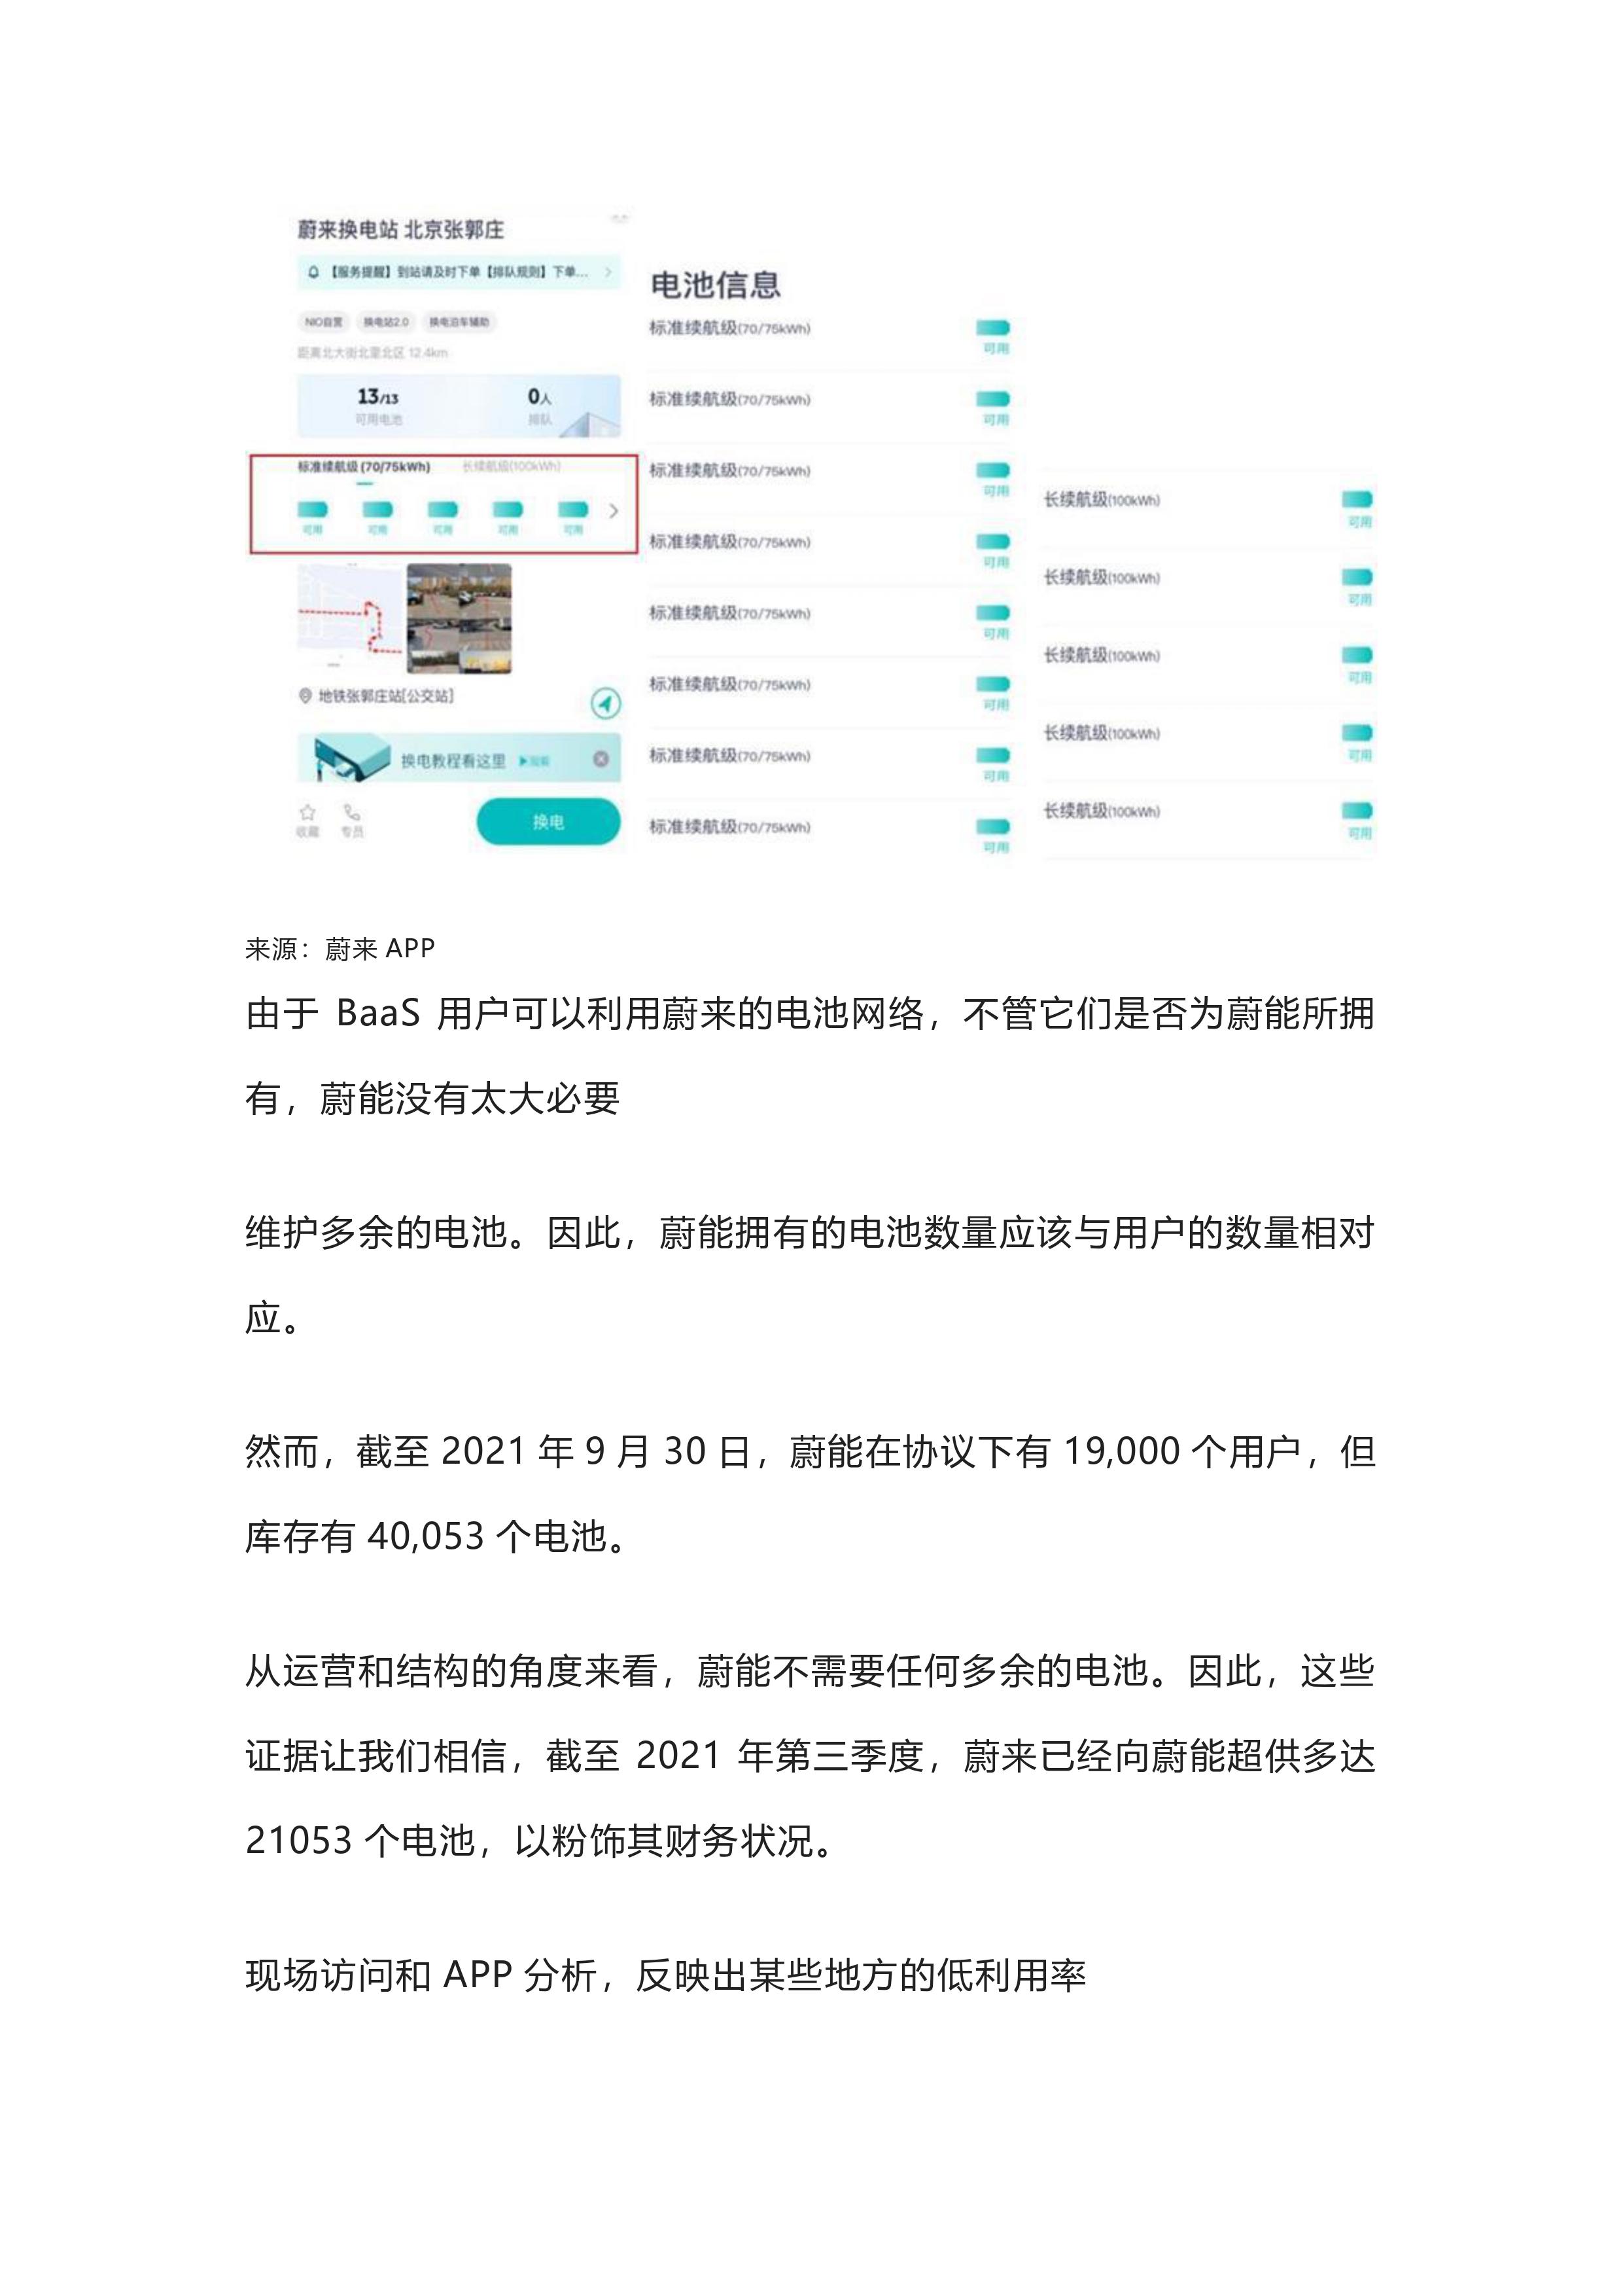 蔚来换电站 北京张郭庄
【服务提醒】到站请及时下单【排队规则】下单...
NIO自营 换电站2.0 换电泊车辅助
距离北大街北里北区 12.4km
13/13 0人
可用电池 排队
标准续航级 (70/75kWh) 长续航级(100kWh)
可用 可用 可用 可用 可用
地铁张郭庄站[公交站]
换电教程看这里
收藏 专员
换电
电池信息
标准续航级(70/75kWh)
可用
标准续航级(70/75kWh)
可用
标准续航级(70/75kWh)
可用
标准续航级(70/75kWh)
可用
标准续航级(70/75kWh)
可用
标准续航级(70/75kWh)
可用
标准续航级(70/75kWh)
可用
标准续航级(70/75kWh)
可用
长续航级(100kWh)
可用
长续航级(100kWh)
可用
长续航级(100kWh)
可用
长续航级(100kWh)
可用
长续航级(100kWh)
可用
来源：蔚来 APP
由于 BaaS 用户可以利用蔚来的电池网络，不管它们是否为蔚能所拥
有，蔚能没有太大必要
维护多余的电池。因此，蔚能拥有的电池数量应该与用户的数量相对
应。
然而，截至 2021 年 9 月 30 日，蔚能在协议下有 19,000 个用户，但
库存有 40,053 个电池。
从运营和结构的角度来看，蔚能不需要任何多余的电池。因此，这些
证据让我们相信，截至 2021 年第三季度，蔚来已经向蔚能超供多达
21053 个电池，以粉饰其财务状况。
现场访问和 APP 分析，反映出某些地方的低利用率